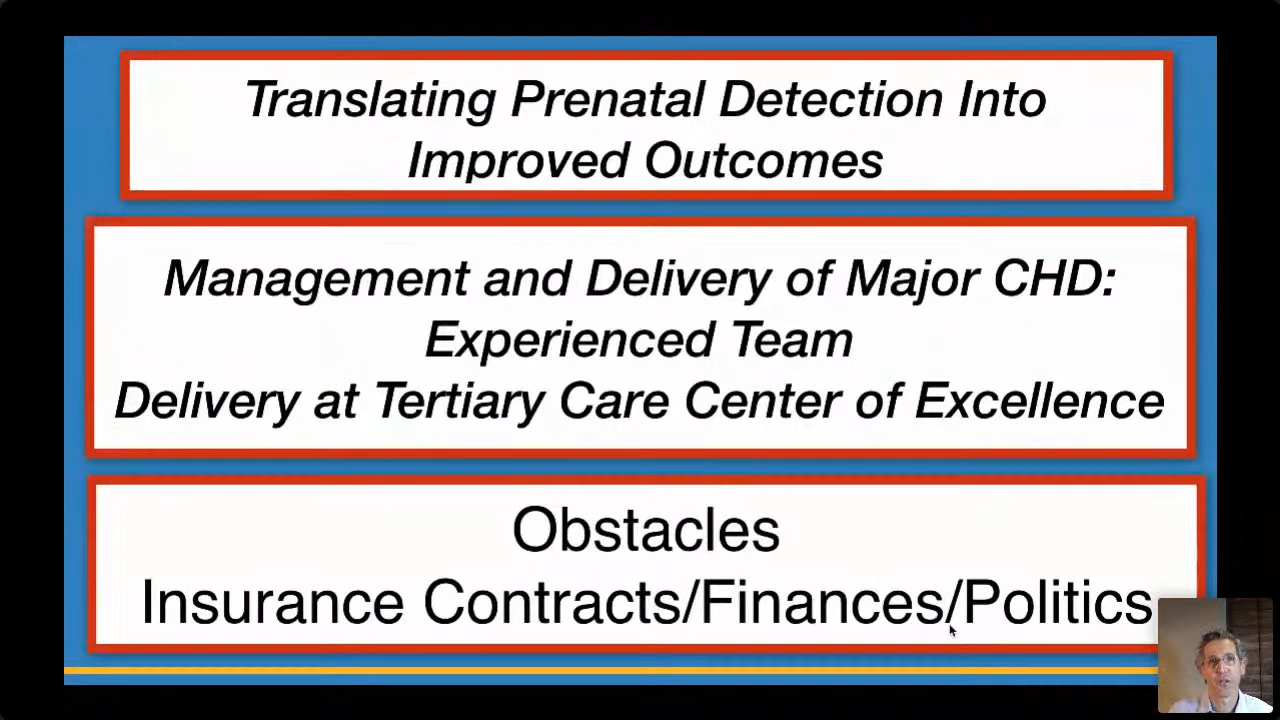 Translating Prenatal Detection Into
Improved Outcomes
Management and Delivery of Major CHD:
Experienced Team
Delivery at Tertiary Care Center of Excellence
Obstacles
Insurance Contracts/Finances/Politics